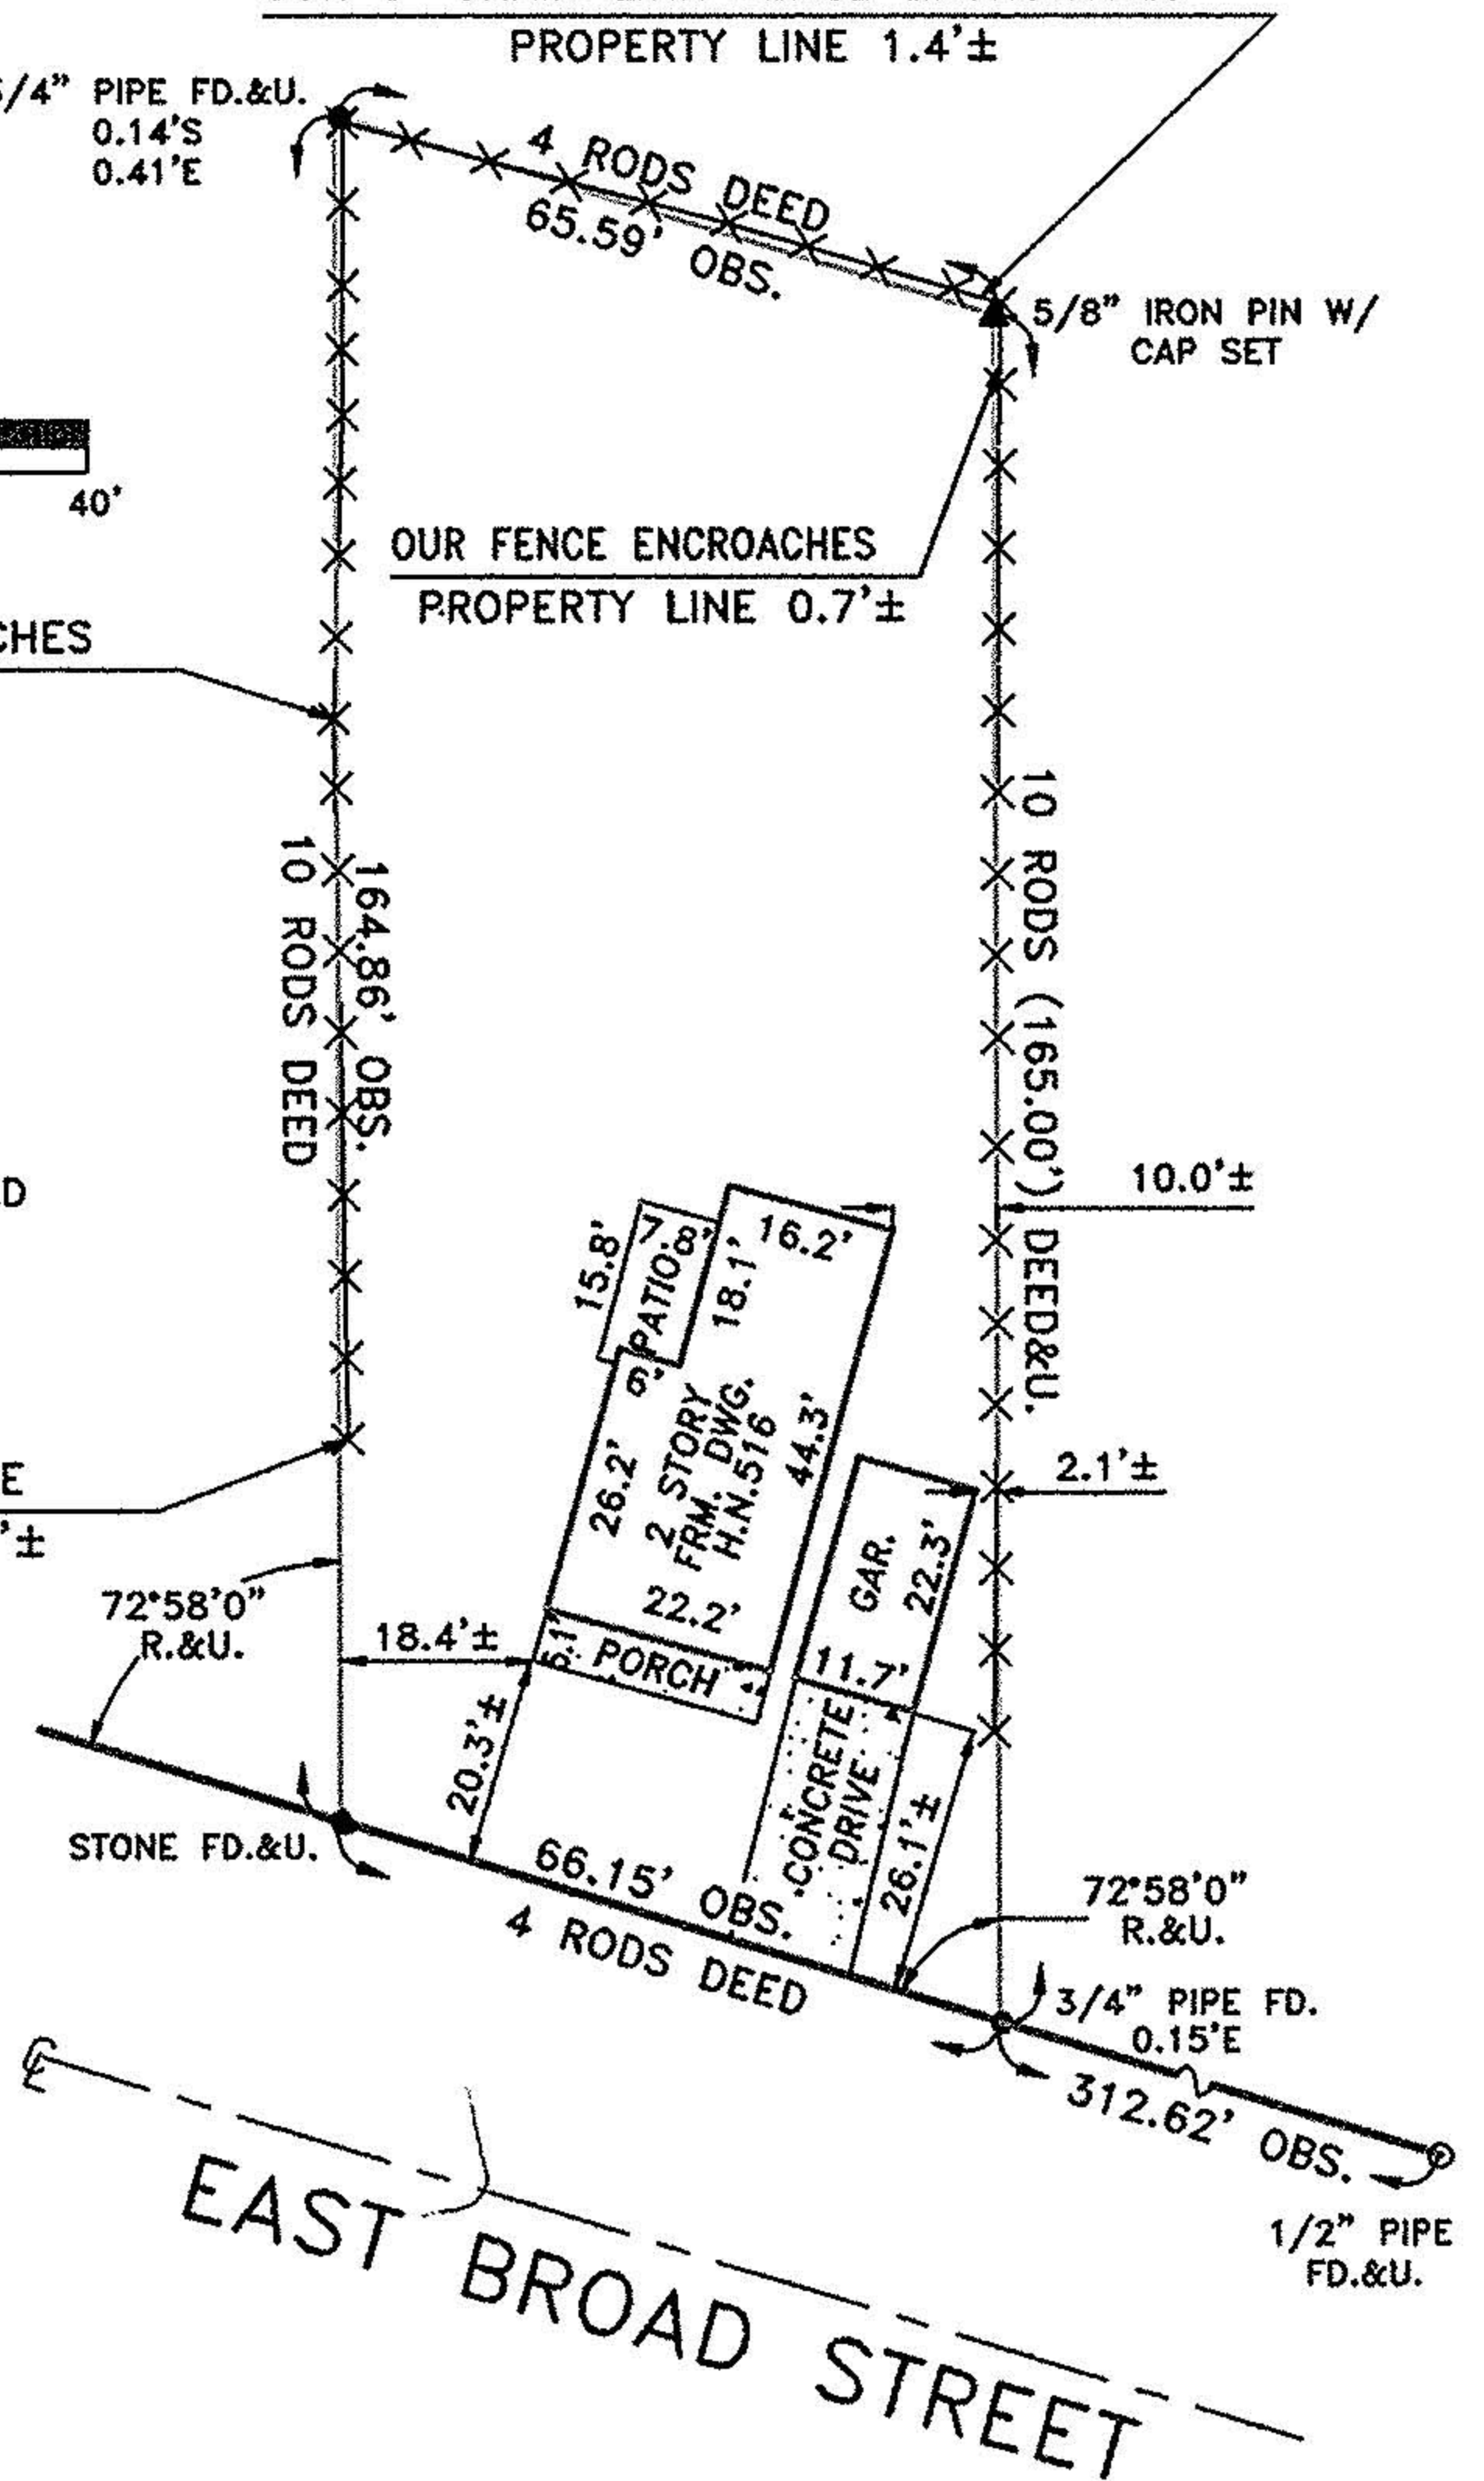 PROPERTY LINE 1.4'±
/4" PIPE FD.&U.
0.14'S
0.41'E
4 RODS DEED
65.59' OBS.
5/8" IRON PIN W/
CAP SET
40'
OUR FENCE ENCROACHES
PROPERTY LINE 0.7'±
CHES
10 RODS DEED
164.86' OBS.
10 RODS (165.00') DEED&U.
D
10.0'±
15.8'
7.8'
PATIO
18.1'
16.2'
6'
26.2'
2 STORY
FRM. DWG.
H.N.516
44.3'
22.2'
GAR.
22.3'
2.1'±
E
'±
72°58'0"
R.&U.
18.4'±
PORCH
11.7'
20.3'±
CONCRETE
DRIVE
26.1'±
STONE FD.&U.
66.15' OBS.
4 RODS DEED
72°58'0"
R.&U.
3/4" PIPE FD.
0.15'E
312.62' OBS.
1/2" PIPE
FD.&U.
EAST BROAD STREET